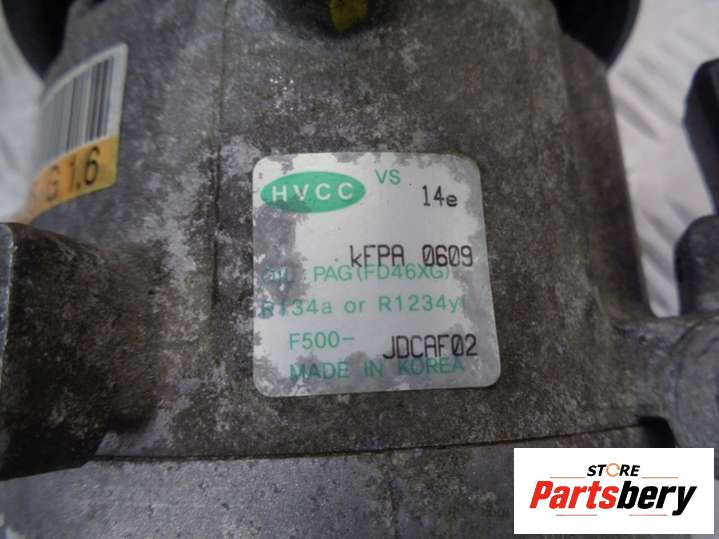 G 1.6
HVCC VS 14e
kFPA 0609
OIL PAG(FD46XG)
R134a or R1234yf
F500- JDCAF02
MADE IN KOREA
STORE
Partsbery